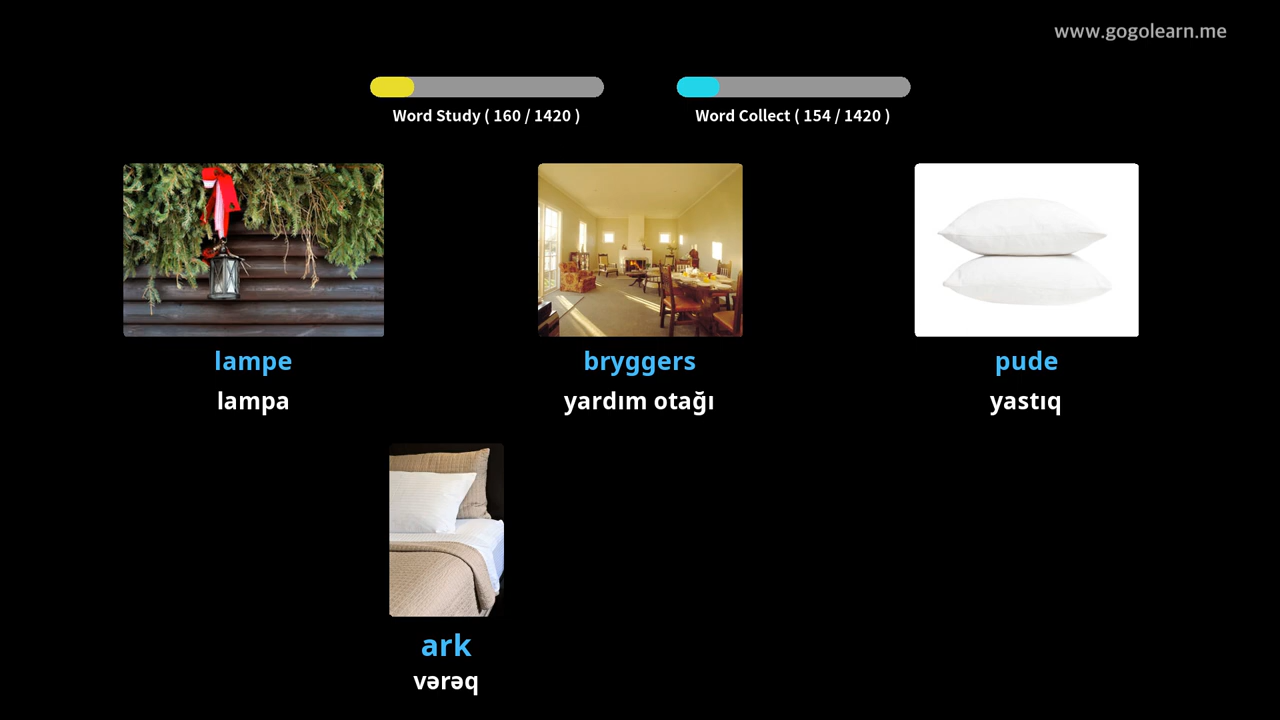 www.gogolearn.me
Word Study ( 160 / 1420 )
Word Collect ( 154 / 1420 )
lampe
bryggers
pude
lampa
yardım otağı
yastıq
ark
vərəq